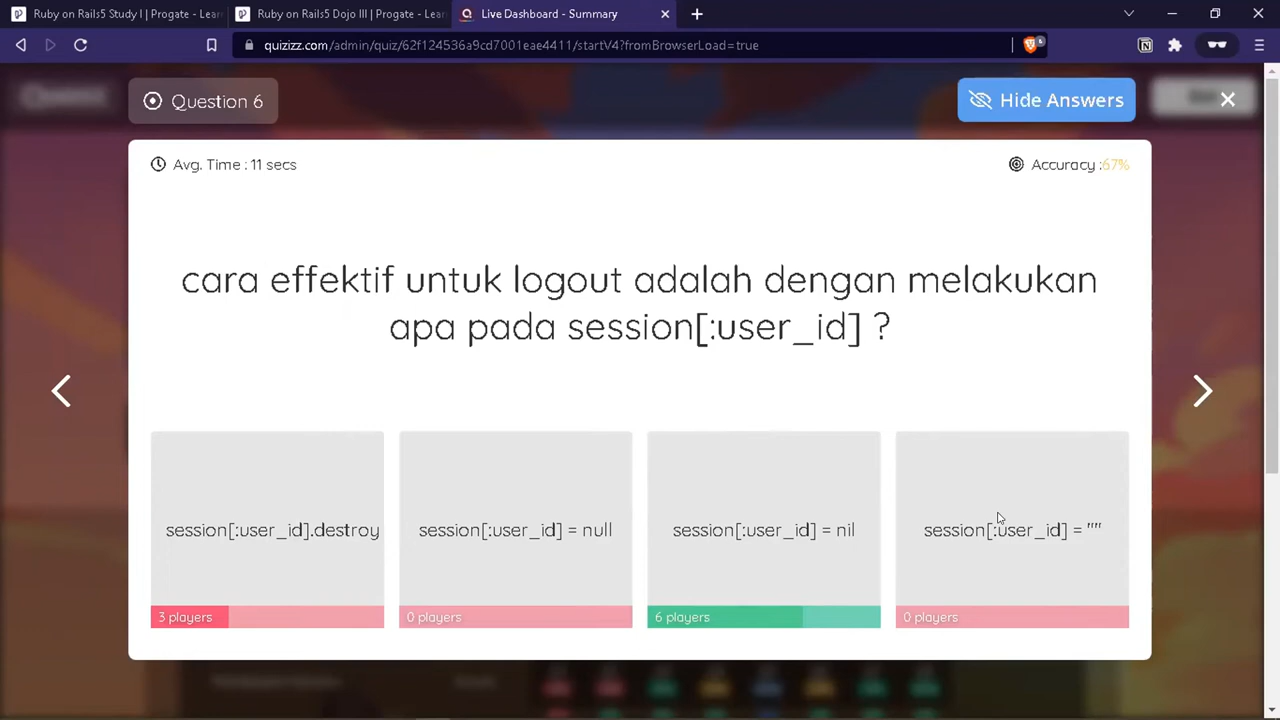 Ruby on Rails5 Study I | Progate - Lear
Ruby on Rails5 Dojo III | Progate - Lear
Live Dashboard - Summary
quizizz.com/admin/quiz/62f124536a9cd7001eae4411/startV4?fromBrowserLoad=true
6
Question 6
Hide Answers
Avg. Time : 11 secs
Accuracy :67%
cara effektif untuk logout adalah dengan melakukan
apa pada session[:user_id] ?
session[:user_id].destroy
session[:user_id] = null
session[:user_id] = nil
session[:user_id] = ""
3 players
0 players
6 players
0 players